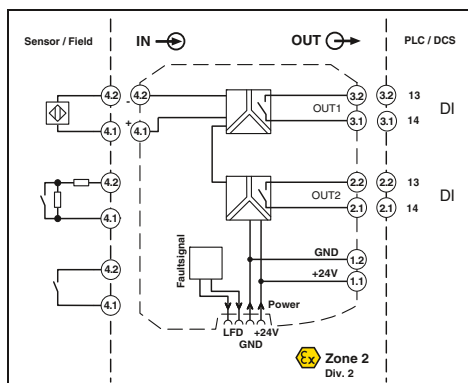 Sensor / Field IN OUT PLC / DCS
4.2 - 4.2 3.2 3.2 13
OUT1 DI
4.1 + 4.1 3.1 3.1 14
4.2 2.2 2.2 13
OUT2 DI
4.1 2.1 2.1 14
Faultsignal
GND 1.2
4.2 +24V 1.1
4.1 Power
LFD +24V
GND
Ex Zone 2
Div. 2